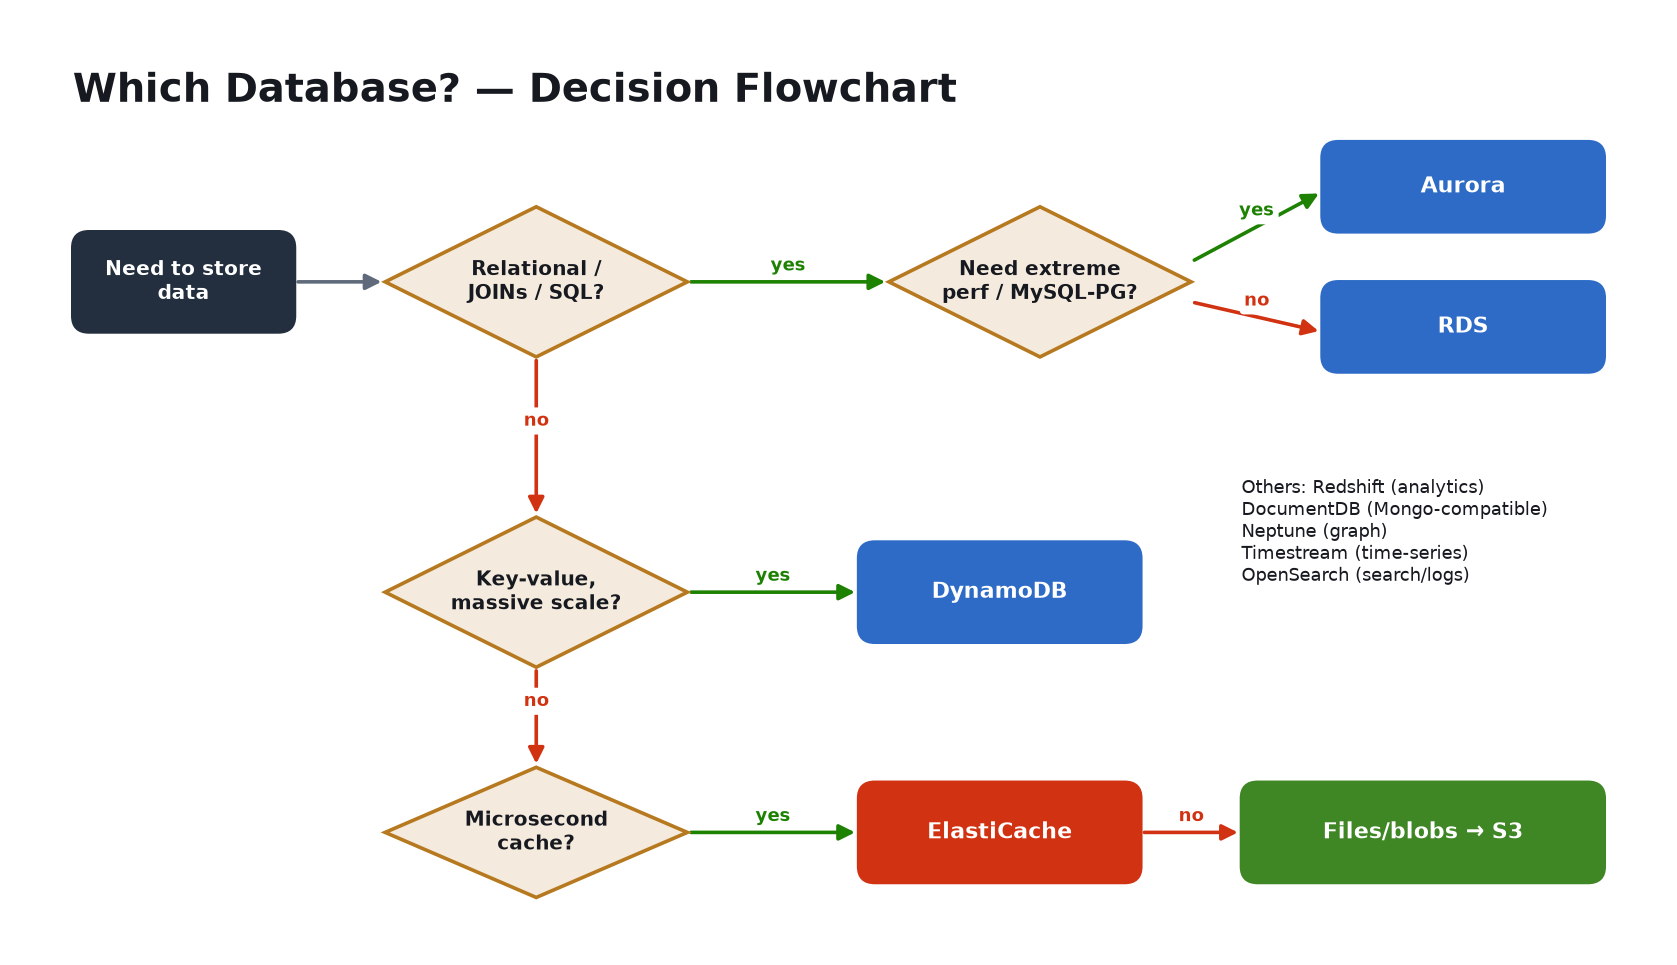 Which Database? — Decision Flowchart
Need to store
data
Relational /
JOINs / SQL?
yes
Need extreme
perf / MySQL-PG?
yes
Aurora
no
RDS
no
Key-value,
massive scale?
yes
DynamoDB
Others: Redshift (analytics)
DocumentDB (Mongo-compatible)
Neptune (graph)
Timestream (time-series)
OpenSearch (search/logs)
no
Microsecond
cache?
yes
ElastiCache
no
Files/blobs → S3